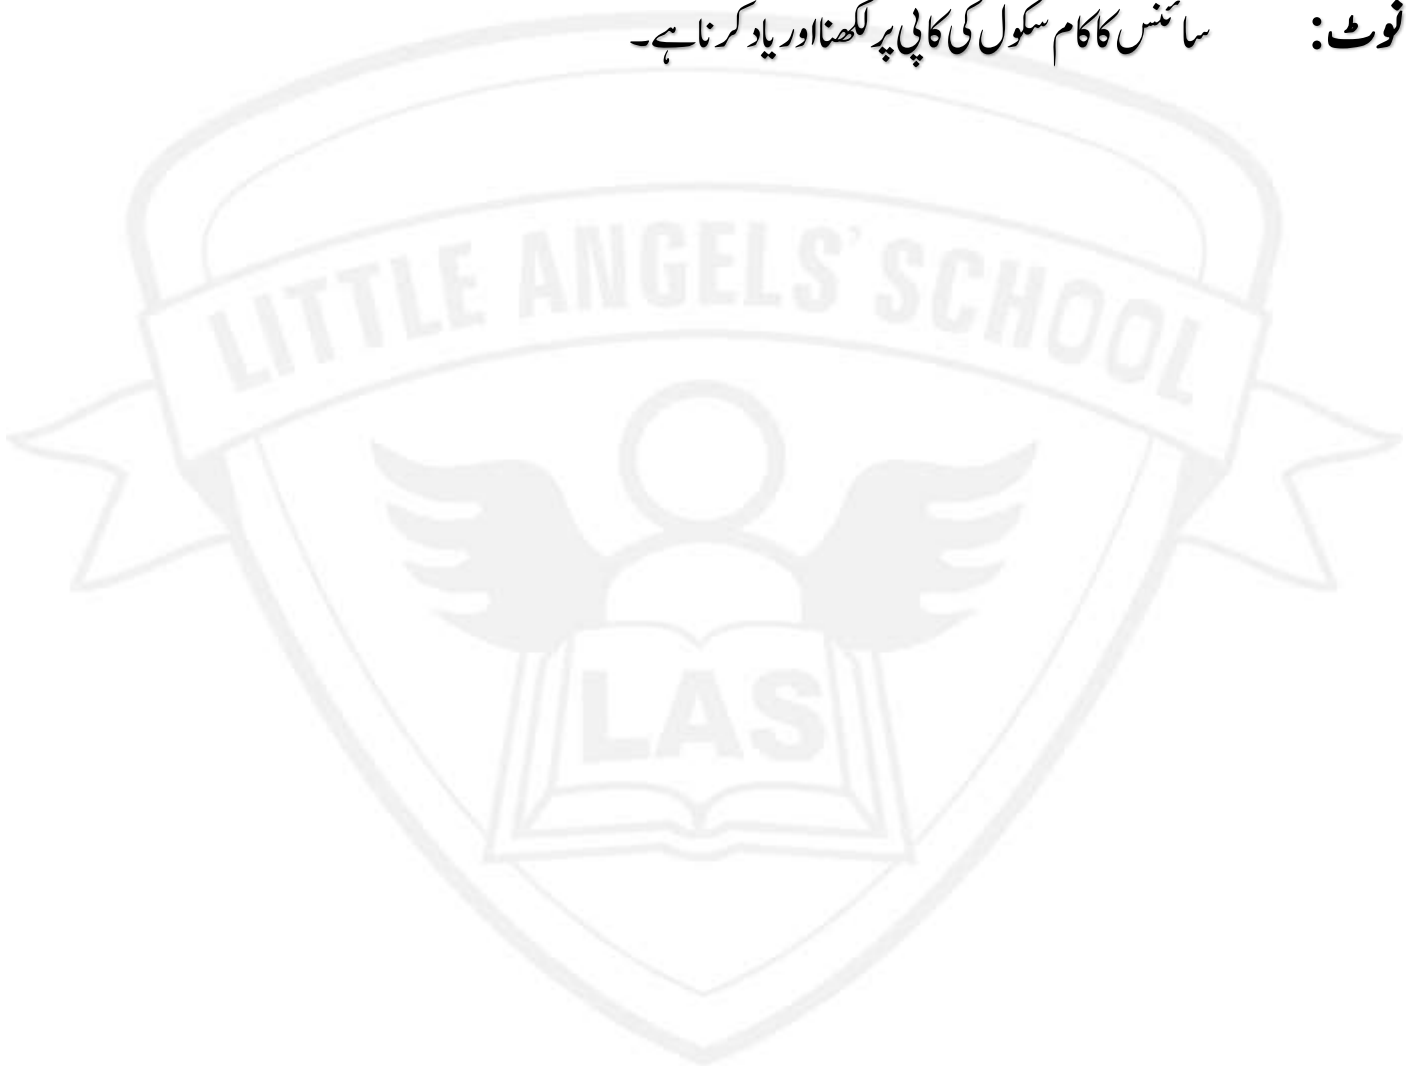 نوٹ: سائنس کا کام سکول کی کاپی پر لکھنا اور یاد کرنا ہے۔
LITTLE ANGELS' SCHOOL
LAS